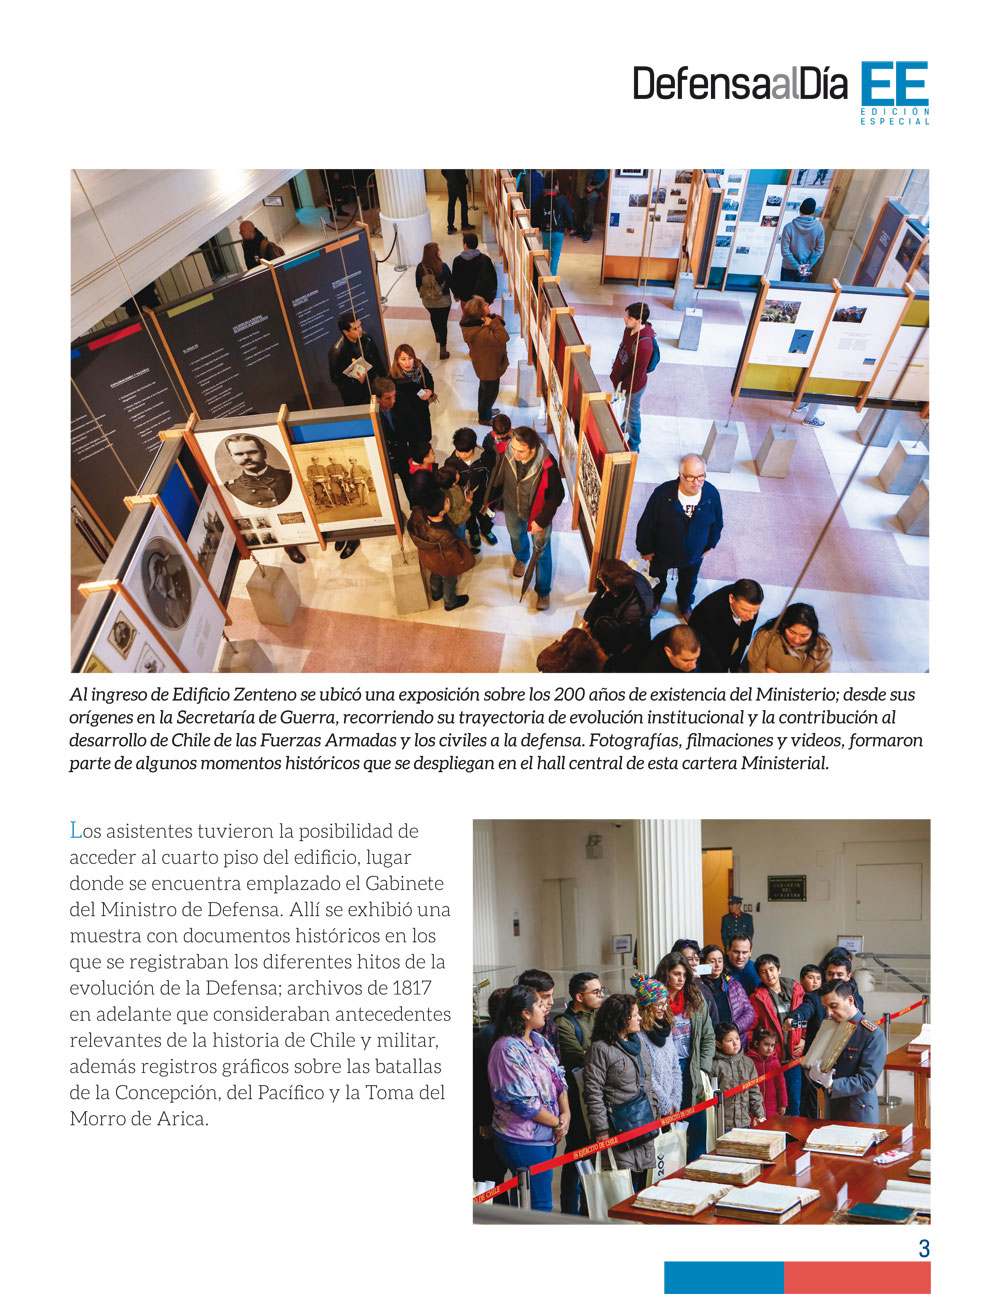 DefensaalDía EE
EDICIÓN
ESPECIAL
Al ingreso de Edificio Zenteno se ubicó una exposición sobre los 200 años de existencia del Ministerio; desde sus
orígenes en la Secretaría de Guerra, recorriendo su trayectoria de evolución institucional y la contribución al
desarrollo de Chile de las Fuerzas Armadas y los civiles a la defensa. Fotografías, filmaciones y videos, formaron
parte de algunos momentos históricos que se despliegan en el hall central de esta cartera Ministerial.
Los asistentes tuvieron la posibilidad de
acceder al cuarto piso del edificio, lugar
donde se encuentra emplazado el Gabinete
del Ministro de Defensa. Allí se exhibió una
muestra con documentos históricos en los
que se registraban los diferentes hitos de la
evolución de la Defensa; archivos de 1817
en adelante que consideraban antecedentes
relevantes de la historia de Chile y militar,
además registros gráficos sobre las batallas
de la Concepción, del Pacífico y la Toma del
Morro de Arica.
GABINETE
DEL
MINISTRO
EJERCITO DE CHILE
3